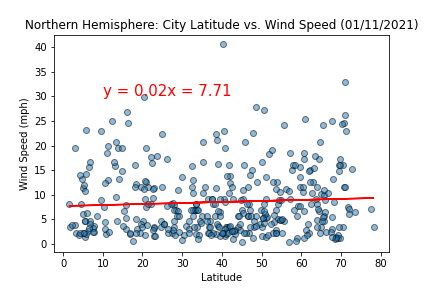 Northern Hemisphere: City Latitude vs. Wind Speed (01/11/2021)
40
35
30
25
20
15
10
5
0
y = 0.02x = 7.71
Wind Speed (mph)
0 10 20 30 40 50 60 70 80
Latitude